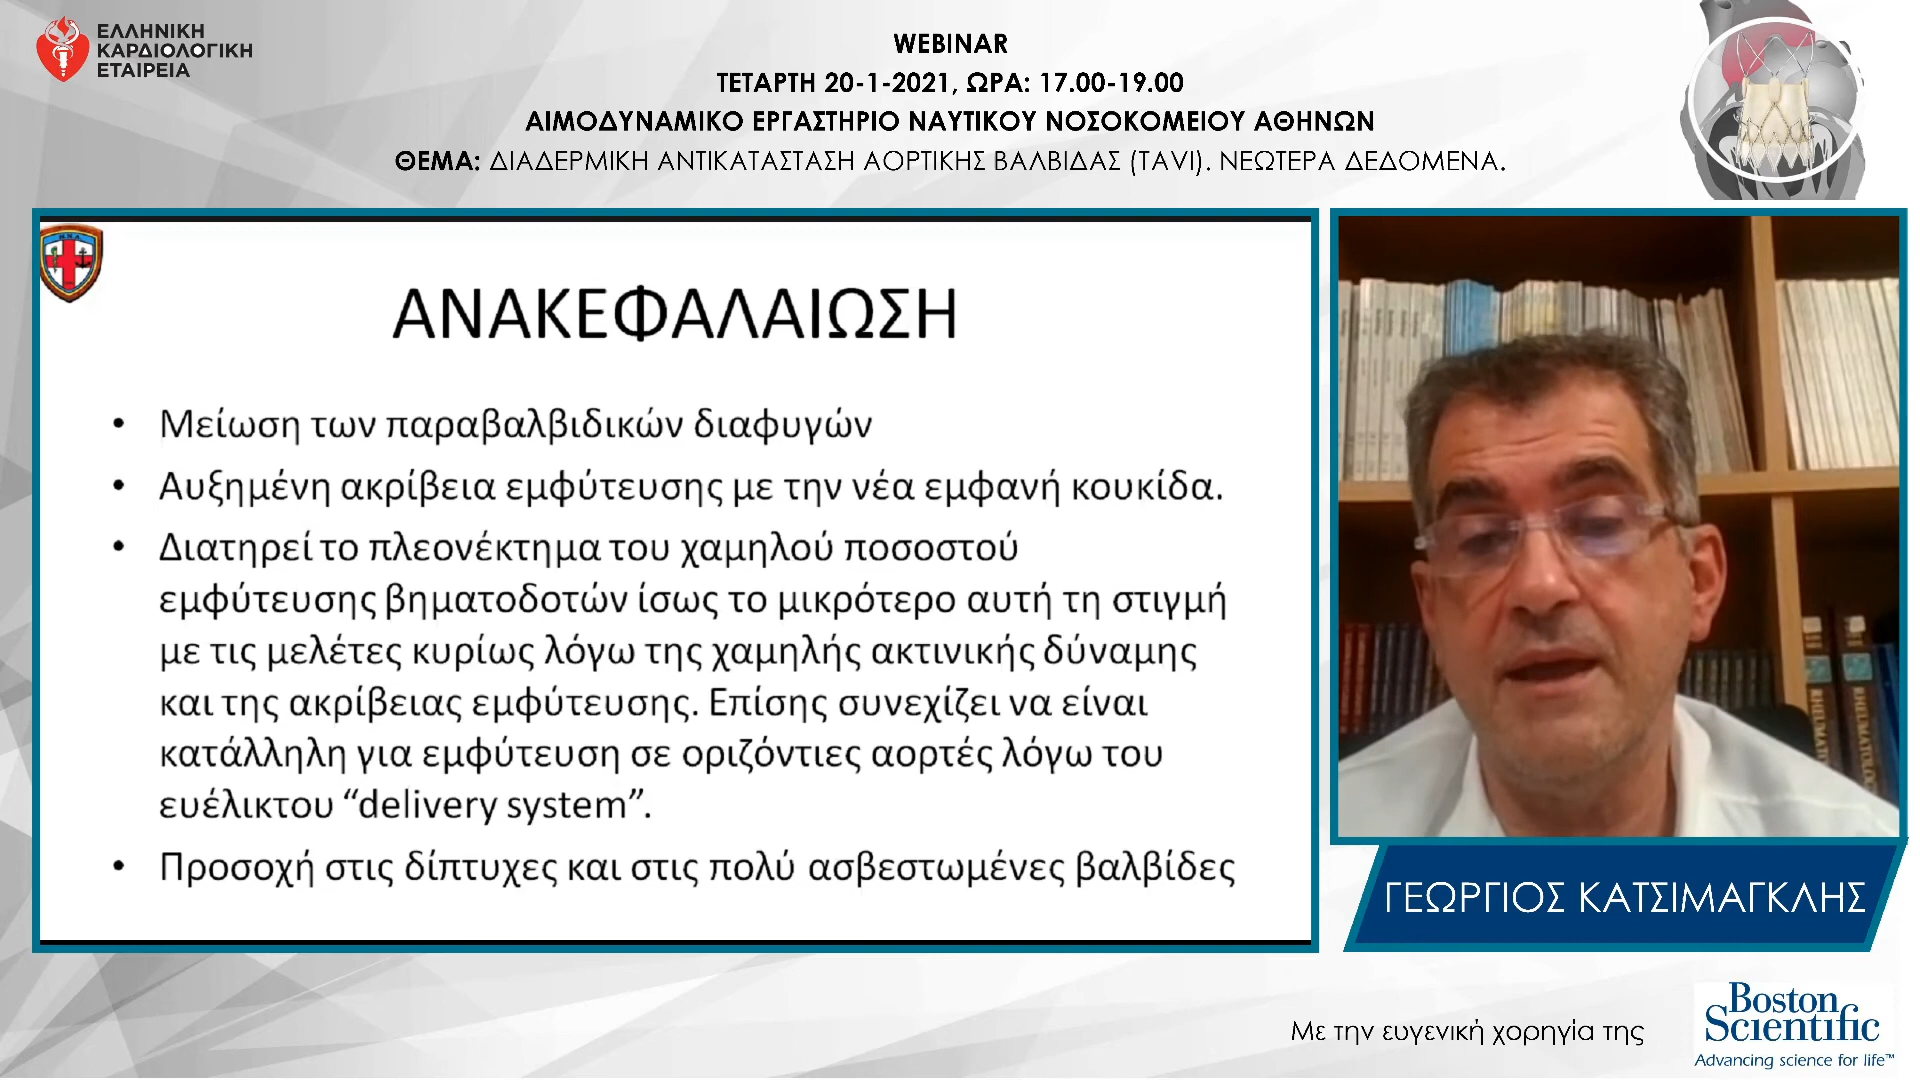 ΕΛΛΗΝΙΚΗ
ΚΑΡΔΙΟΛΟΓΙΚΗ
ΕΤΑΙΡΕΙΑ
WEBINAR
ΤΕΤΑΡΤΗ 20-1-2021, ΩΡΑ: 17.00-19.00
ΑΙΜΟΔΥΝΑΜΙΚΟ ΕΡΓΑΣΤΗΡΙΟ ΝΑΥΤΙΚΟΥ ΝΟΣΟΚΟΜΕΙΟΥ ΑΘΗΝΩΝ
ΘΕΜΑ: ΔΙΑΔΕΡΜΙΚΗ ΑΝΤΙΚΑΤΑΣΤΑΣΗ ΑΟΡΤΙΚΗΣ ΒΑΛΒΙΔΑΣ (TAVI). ΝΕΩΤΕΡΑ ΔΕΔΟΜΕΝΑ.
ΑΝΑΚΕΦΑΛΑΙΩΣΗ
• Μείωση των παραβαλβιδικών διαφυγών
• Αυξημένη ακρίβεια εμφύτευσης με την νέα εμφανή κουκίδα.
• Διατηρεί το πλεονέκτημα του χαμηλού ποσοστού
εμφύτευσης βηματοδοτών ίσως το μικρότερο αυτή τη στιγμή
με τις μελέτες κυρίως λόγω της χαμηλής ακτινικής δύναμης
και της ακρίβειας εμφύτευσης. Επίσης συνεχίζει να είναι
κατάλληλη για εμφύτευση σε οριζόντιες αορτές λόγω του
ευέλικτου “delivery system”.
• Προσοχή στις δίπτυχες και στις πολύ ασβεστωμένες βαλβίδες
ΓΕΩΡΓΙΟΣ ΚΑΤΣΙΜΑΓΚΛΗΣ
Με την ευγενική χορηγία της
Boston
Scientific
Advancing science for life™